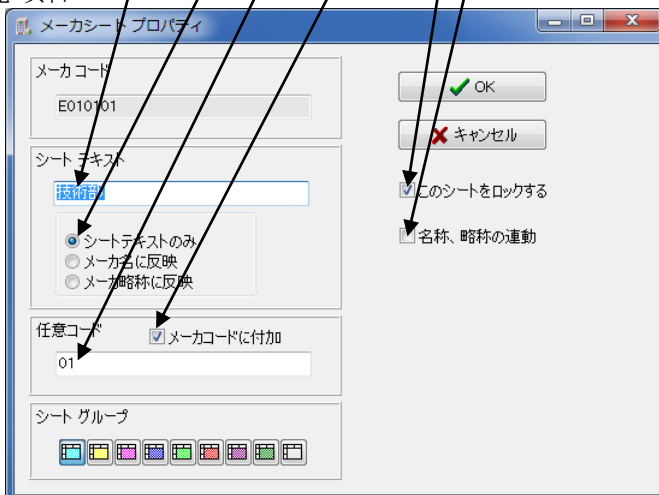 メーカシート プロパティ
メーカコード
E010101
シート テキスト
技術部
シートテキストのみ
メーカ名に反映
メーカ略称に反映
任意コード
メーカコードに付加
01
シート グループ
OK
キャンセル
このシートをロックする
名称、略称の連動